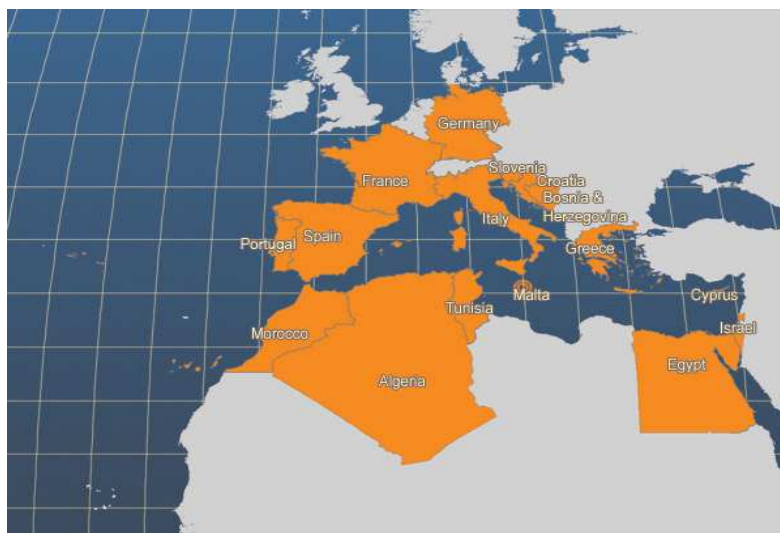 Germany
Slovenia
France
Croatia
Bosnia &
Herzegovina
Italy
Portugal
Spain
Greece
Tunisia
Malta
Cyprus
Israel
Morocco
Egypt
Algeria